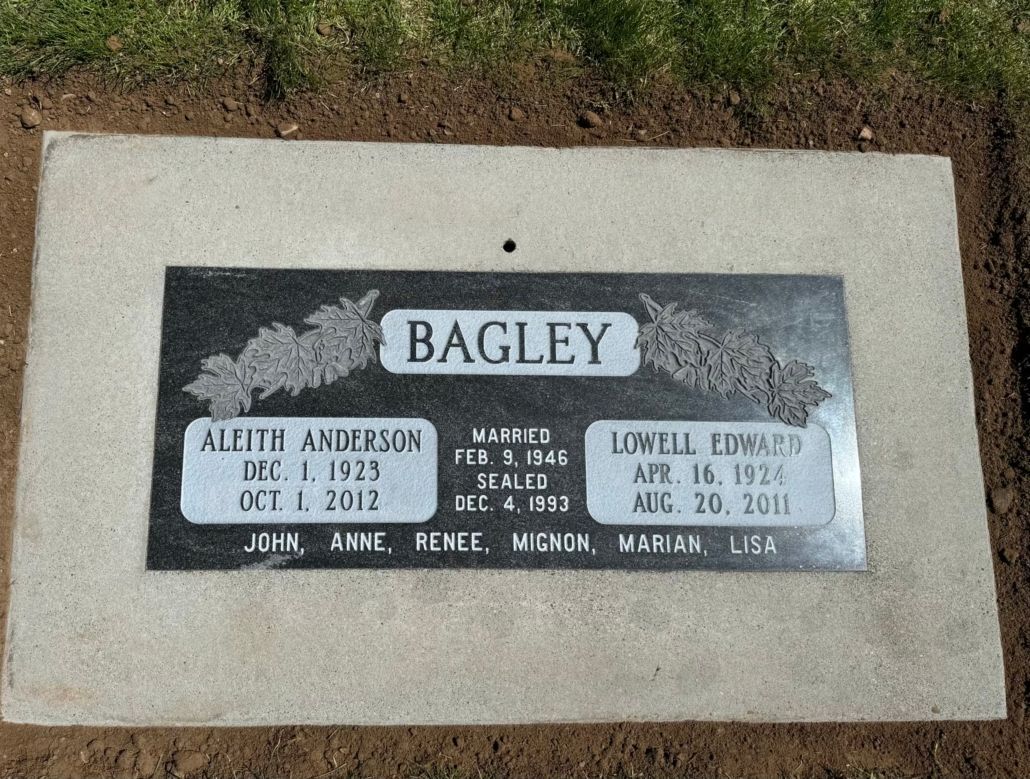 BAGLEY
ALEITH ANDERSON
DEC. 1, 1923
OCT. 1, 2012
MARRIED
FEB. 9, 1946
SEALED
DEC. 4, 1993
LOWELL EDWARD
APR. 16, 1924
AUG. 20, 2011
JOHN, ANNE, RENEE, MIGNON, MARIAN, LISA